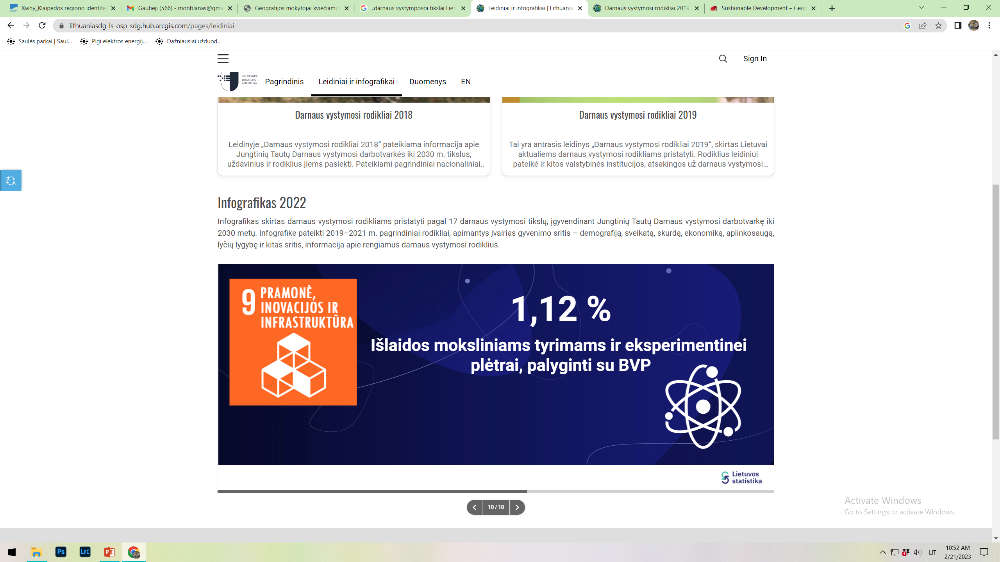 Xwhy_Klaipedos regiono identite
Gautieji (566) - monblanas@gma
Geografijos mokytojai kviečiami į
„darnaus vystymposoi tikslai Liet
Leidiniai ir infografikai | Lithuania
Darnaus vystymosi rodikliai 2019
Sustainable Development – Geog
lithuaniasdg-ls-osp-sdg.hub.arcgis.com/pages/leidiniai
Saulės parkai | Saul...
Pigi elektros energij...
Dažniausiai užduod...
Sign In
VALSTYBĖS
DUOMENŲ
AGENTŪRA
Pagrindinis
Leidiniai ir infografikai
Duomenys
EN
Darnaus vystymosi rodikliai 2018
Leidinyje „Darnaus vystymosi rodikliai 2018“ pateikiama informacija apie
Jungtinių Tautų Darnaus vystymosi darbotvarkės iki 2030 m. tikslus,
uždavinius ir rodiklius jiems pasiekti. Pateikiami pagrindiniai nacionaliniai..
Darnaus vystymosi rodikliai 2019
Tai yra antrasis leidinys „Darnaus vystymosi rodikliai 2019“, skirtas Lietuvai
aktualiems darnaus vystymosi rodikliams pristatyti. Rodiklius leidiniui
pateikė ir kitos valstybinės institucijos, atsakingos už darnaus vystymosi...
Infografikas 2022
Infografikas skirtas darnaus vystymosi rodikliams pristatyti pagal 17 darnaus vystymosi tikslų, įgyvendinant Jungtinių Tautų Darnaus vystymosi darbotvarkę iki
2030 metų. Infografike pateikti 2019–2021 m. pagrindiniai rodikliai, apimantys įvairias gyvenimo sritis – demografiją, sveikatą, skurdą, ekonomiką, aplinkosaugą,
lyčių lygybę ir kitas sritis, informacija apie rengiamus darnaus vystymosi rodiklius.
9 PRAMONĖ,
INOVACIJOS IR
INFRASTRUKTŪRA
1,12 %
Išlaidos moksliniams tyrimams ir eksperimentinei
plėtrai, palyginti su BVP
Lietuvos
statistika
10 / 18
Activate Windows
Go to Settings to activate Windows.
Ps
LrC
P
4
LIT
10:52 AM
2/21/2023